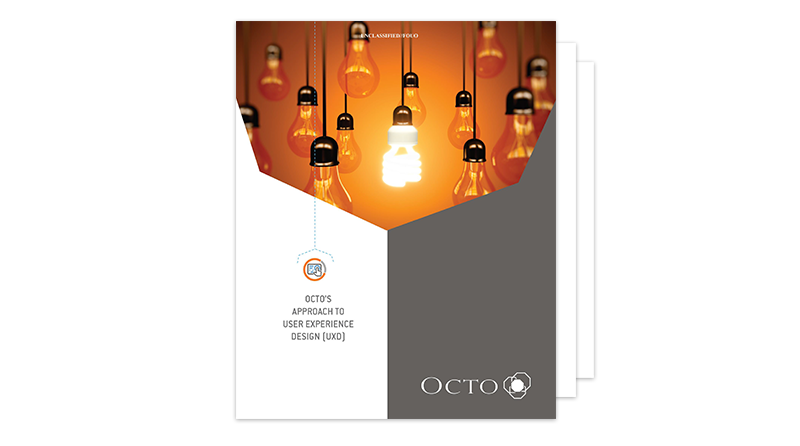 UNCLASSIFIED//FOUO
OCTO'S
APPROACH TO
USER EXPERIENCE
DESIGN (UXD)
OCTO